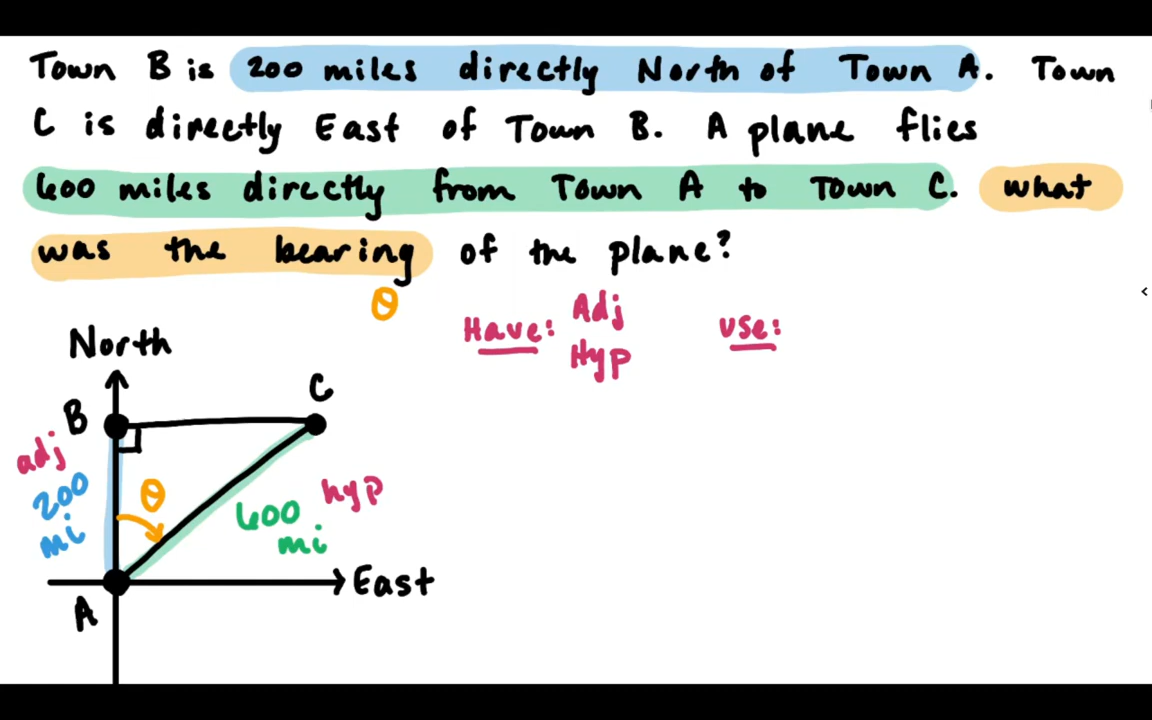 Town B is 200 miles directly North of Town A. Town
C is directly East of Town B. A plane flies
600 miles directly from Town A to Town C. what
was the bearing of the plane?
θ
Have: Adj
Hyp
use:
North
B
C
adj
200
mi
θ
600
mi
hyp
A
East